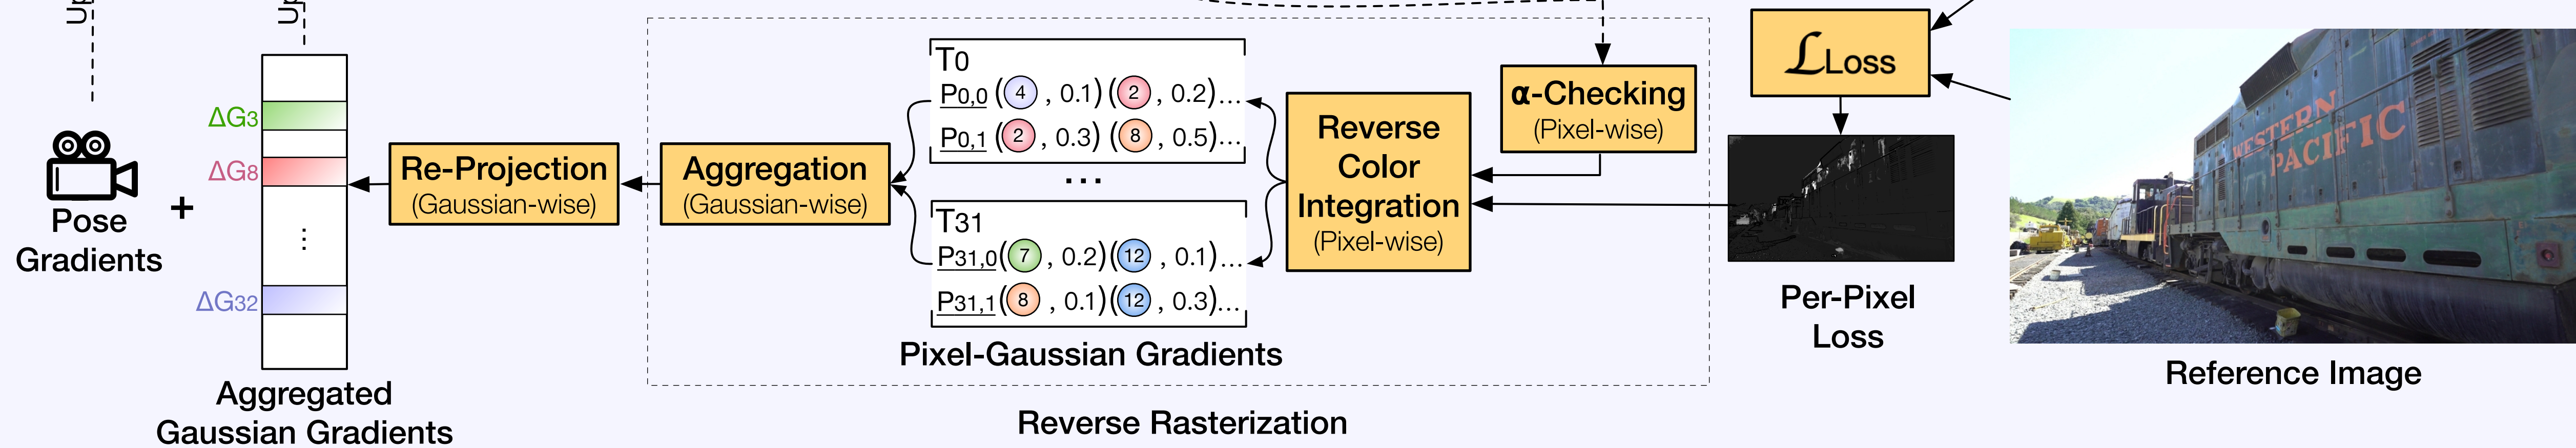 Up
Up
ΔG3
ΔG8
ΔG32
Pose
Gradients
+
⋮
Aggregated
Gaussian Gradients
Re-Projection
(Gaussian-wise)
Aggregation
(Gaussian-wise)
T0
P0,0 (4 , 0.1) (2 , 0.2)...
P0,1 (2 , 0.3) (8 , 0.5)...
...
T31
P31,0 (7 , 0.2) (12 , 0.1)...
P31,1 (8 , 0.1) (12 , 0.3)...
Pixel-Gaussian Gradients
Reverse
Color
Integration
(Pixel-wise)
α-Checking
(Pixel-wise)
Reverse Rasterization
ℒLoss
Per-Pixel
Loss
WESTERN
PACIFIC
Reference Image